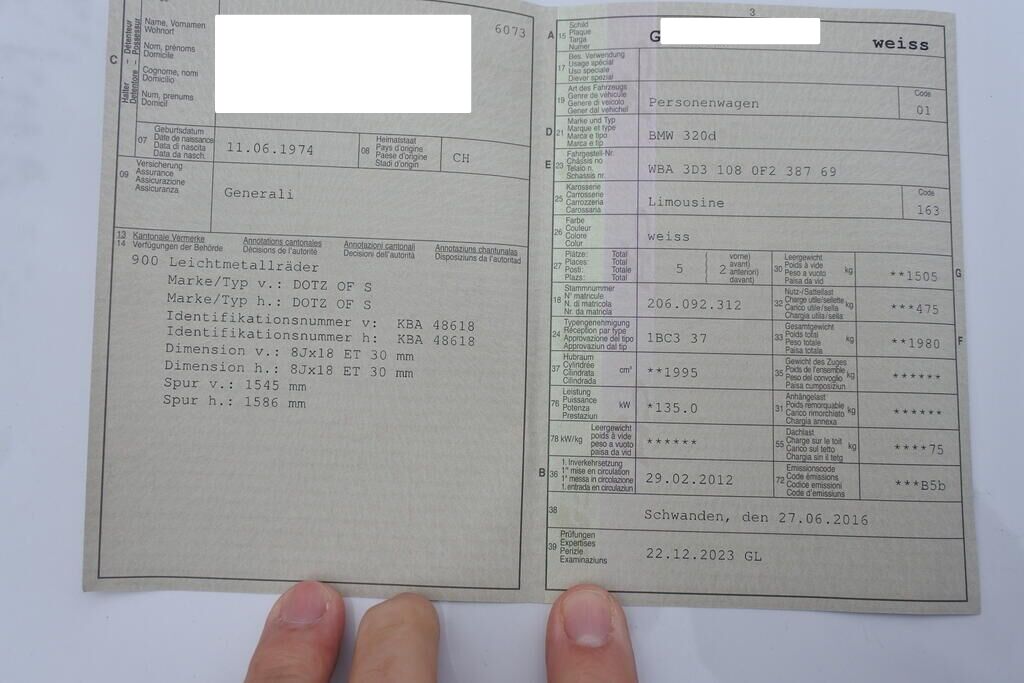 6073
C
Halter – Détenteur
Detentore – Possessur
Name, Vornamen
Wohnort
Nom, prénoms
Domicile
Cognome, nomi
Domicilio
Num, prenums
Domicil
07
Geburtsdatum
Date de naissance
Data di nascita
Data da nasch.
11.06.1974
08
Heimatstaat
Pays d'origine
Paese d'origine
Stadi d'origin
CH
09
Versicherung
Assurance
Assicurazione
Assicuranza
Generali
13
14
Kantonale Vermerke
Verfügungen der Behörde
Annotations cantonales
Décisions de l'autorité
Annotazioni cantonali
Decisioni dell'autorità
Annotaziuns chantunalas
Disposiziuns da l'autoritad
900 Leichtmetallräder
Marke/Typ v.: DOTZ OF S
Marke/Typ h.: DOTZ OF S
Identifikationsnummer v: KBA 48618
Identifikationsnummer h: KBA 48618
Dimension v.: 8Jx18 ET 30 mm
Dimension h.: 8Jx18 ET 30 mm
Spur v.: 1545 mm
Spur h.: 1586 mm
3
A
15
Schild
Plaque
Targa
Numer
G
weiss
17
Bes. Verwendung
Usage spécial
Uso speciale
Diever spezial
19
Art des Fahrzeugs
Genre de véhicule
Genere di veicolo
Gener dal vehichel
Personenwagen
Code
01
D
21
Marke und Typ
Marque et type
Marca e tipo
Marca e tip
BMW 320d
E
23
Fahrgestell-Nr.
Châssis no
Telaio n.
Schassis nr.
WBA 3D3 108 0F2 387 69
25
Karosserie
Carrosserie
Carrozzeria
Carossaria
Limousine
Code
163
26
Farbe
Couleur
Colore
Colur
weiss
27
Plätze: Total
Places: Total
Posti: Totale
Plazs: Total
5
2
vorne)
avant)
anteriori)
davant)
30
Leergewicht
Poids à vide
Peso a vuoto
Paisa da vid
kg
**1505
G
18
Stammnummer
N° matricule
N. di matricola
Nr. da matricla
206.092.312
32
Nutz-/Sattellast
Charge utile/sellette
Carico utile/sella
Chargia utila/sella
kg
***475
24
Typengenehmigung
Réception par type
Approvazione del tipo
Approvaziun dal tip
1BC3 37
33
Gesamtgewicht
Poids total
Peso totale
Paisa totala
kg
**1980
F
37
Hubraum
Cylindrée
Cilindrata
Cilindrada
cm³
**1995
35
Gewicht des Zuges
Poids de l'ensemble
Peso del convoglio
Paisa cumposiziun
kg
******
76
Leistung
Puissance
Potenza
Prestaziun
kW
*135.0
31
Anhängelast
Poids remorquable
Carico rimorchiato
Chargia annexa
kg
******
78 kW/kg
Leergewicht
poids à vide
peso a vuoto
paisa da vid
******
55
Dachlast
Charge sur le toit
Carico sul tetto
Chargia sin il tetg
kg
****75
B
36
1. Inverkehrsetzung
1re mise en circulation
1a messa in circolazione
1. entrada en circulaziun
29.02.2012
72
Emissionscode
Code émissions
Codice emissioni
Code d'emissiuns
***B5b
38
Schwanden, den 27.06.2016
39
Prüfungen
Expertises
Perizie
Examinaziuns
22.12.2023 GL